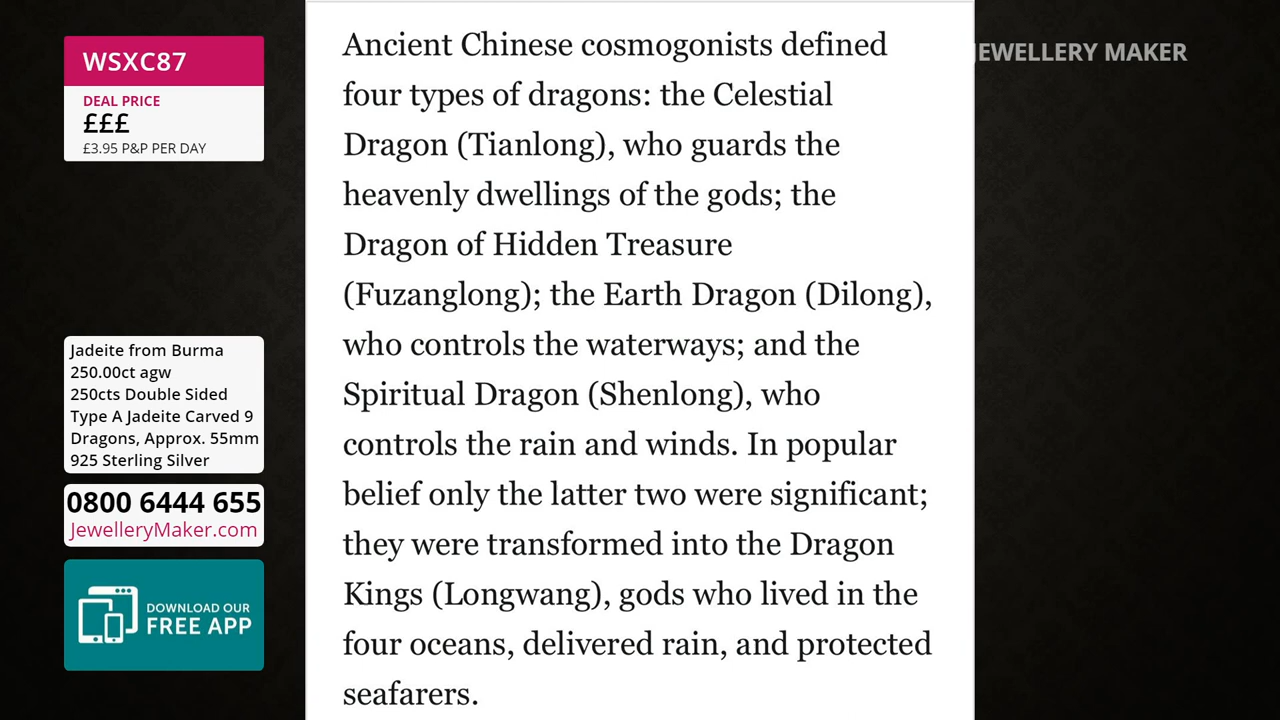 WSXC87
DEAL PRICE
£££
£3.95 P&P PER DAY
Jadeite from Burma
250.00ct agw
250cts Double Sided
Type A Jadeite Carved 9
Dragons, Approx. 55mm
925 Sterling Silver
0800 6444 655
JewelleryMaker.com
DOWNLOAD OUR
FREE APP
Ancient Chinese cosmogonists defined
four types of dragons: the Celestial
Dragon (Tianlong), who guards the
heavenly dwellings of the gods; the
Dragon of Hidden Treasure
(Fuzanglong); the Earth Dragon (Dilong),
who controls the waterways; and the
Spiritual Dragon (Shenlong), who
controls the rain and winds. In popular
belief only the latter two were significant;
they were transformed into the Dragon
Kings (Longwang), gods who lived in the
four oceans, delivered rain, and protected
seafarers.
JEWELLERY MAKER